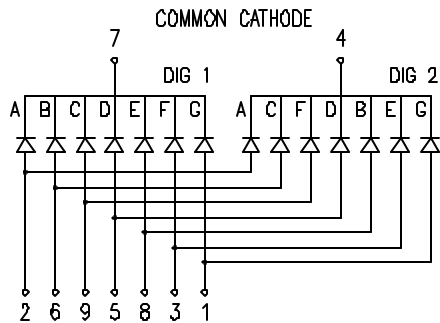 COMMON CATHODE
7 4
DIG 1 DIG 2
A B C D E F G A C F D B E G
2 6 9 5 8 3 1